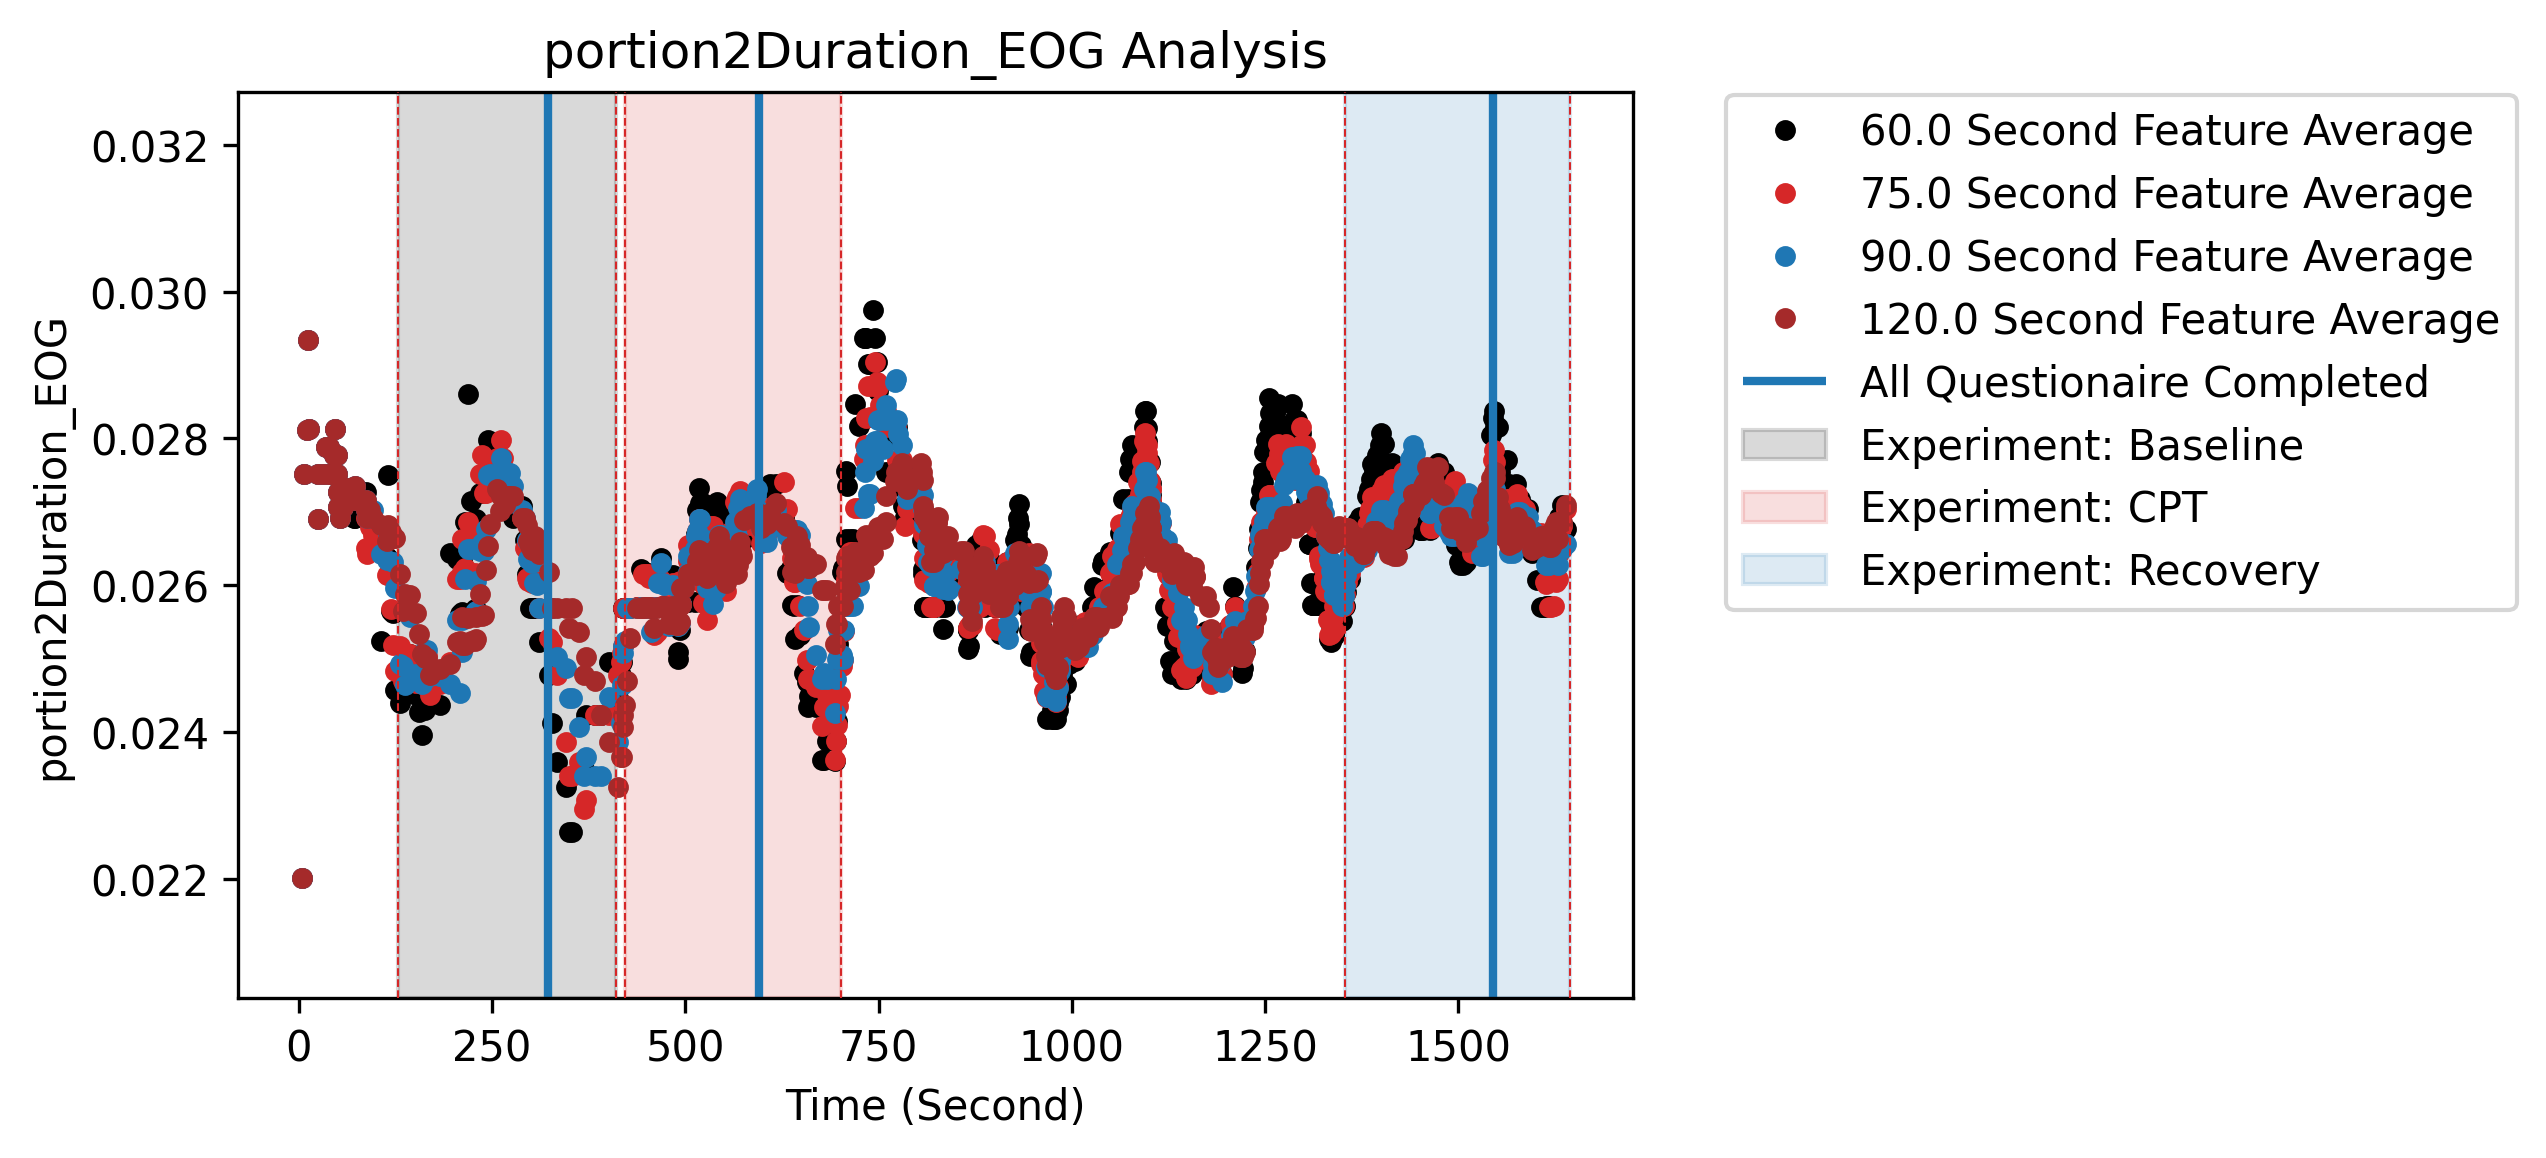 portion2Duration_EOG Analysis
portion2Duration_EOG
0.032
0.030
0.028
0.026
0.024
0.022
0
250
500
750
1000
1250
1500
Time (Second)
60.0 Second Feature Average
75.0 Second Feature Average
90.0 Second Feature Average
120.0 Second Feature Average
All Questionaire Completed
Experiment: Baseline
Experiment: CPT
Experiment: Recovery